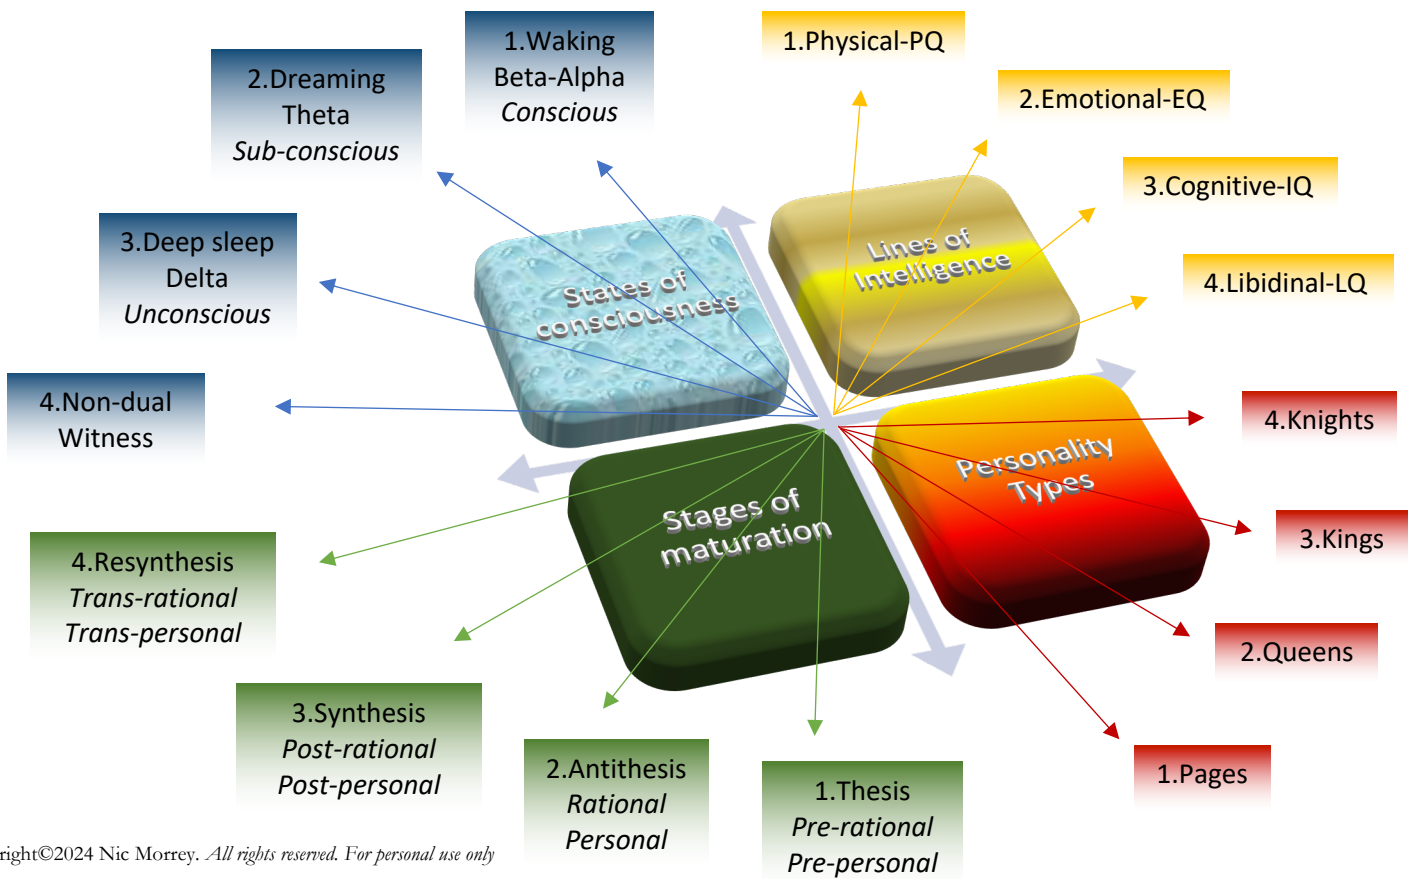 1.Waking
Beta-Alpha
Conscious
2.Dreaming
Theta
Sub-conscious
3.Deep sleep
Delta
Unconscious
4.Non-dual
Witness
States of
consciousness
1.Physical-PQ
2.Emotional-EQ
3.Cognitive-IQ
4.Libidinal-LQ
Lines of
Intelligence
4.Knights
3.Kings
2.Queens
1.Pages
Personality
Types
Stages of
maturation
4.Resynthesis
Trans-rational
Trans-personal
3.Synthesis
Post-rational
Post-personal
2.Antithesis
Rational
Personal
1.Thesis
Pre-rational
Pre-personal
right©2024 Nic Morrey. All rights reserved. For personal use only